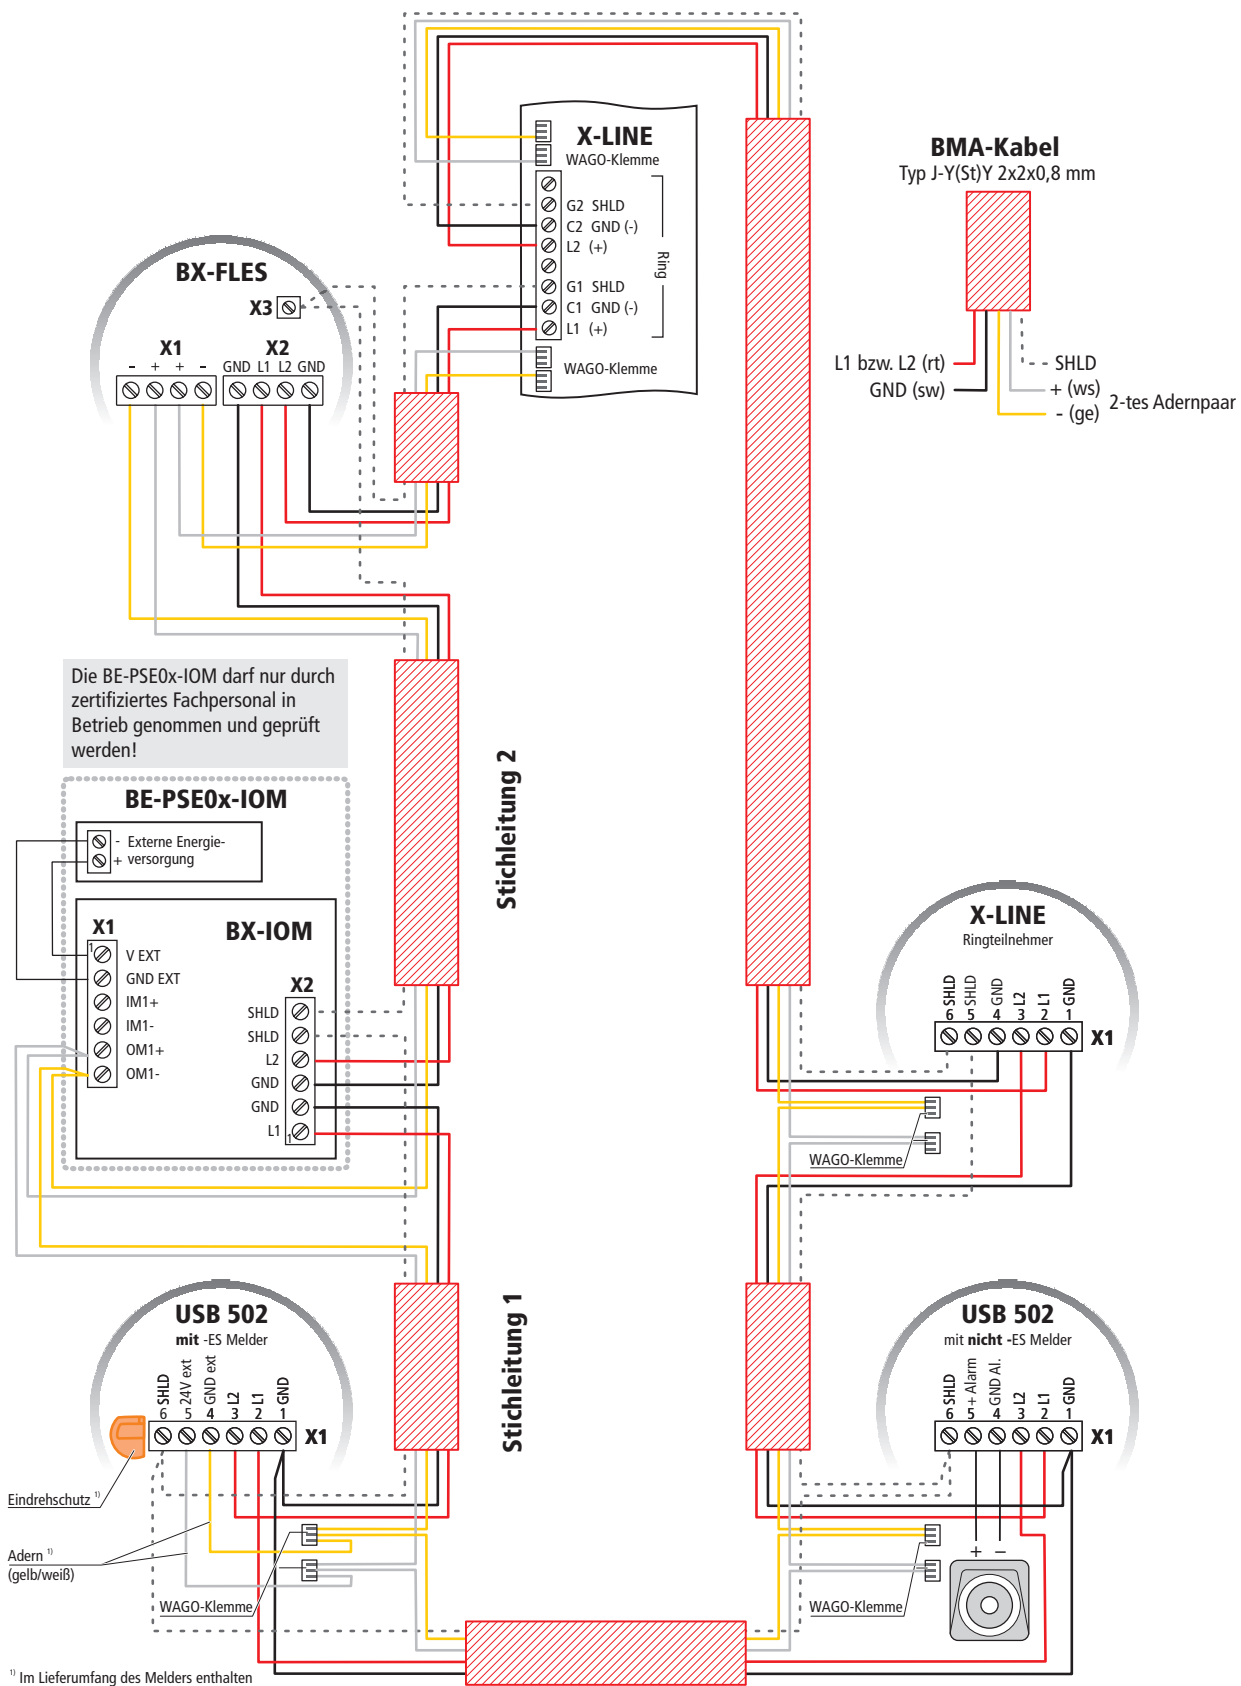 X-LINE
WAGO-Klemme
G2 SHLD
C2 GND (-)
L2 (+)
Ring
G1 SHLD
C1 GND (-)
L1 (+)
WAGO-Klemme
BMA-Kabel
Typ J-Y(St)Y 2x2x0,8 mm
L1 bzw. L2 (rt)
GND (sw)
SHLD
+ (ws)
- (ge)
2-tes Adernpaar
BX-FLES
X3
X1
X2
- + + -
GND L1 L2 GND
Die BE-PSE0x-IOM darf nur durch
zertifiziertes Fachpersonal in
Betrieb genommen und geprüft
werden!
Stichleitung 2
BE-PSE0x-IOM
- Externe Energie-
+ versorgung
X1
BX-IOM
1
V EXT
GND EXT
IM1+
IM1-
OM1+
OM1-
X2
SHLD
SHLD
L2
GND
GND
L1
1
X-LINE
Ringteilnehmer
SHLD SHLD GND L2 L1 GND
6 5 4 3 2 1
X1
WAGO-Klemme
Stichleitung 1
USB 502
mit -ES Melder
SHLD 24V ext GND ext L2 L1 GND
6 5 4 3 2 1
X1
Eindrehschutz 1)
Adern 1)
(gelb/weiß)
WAGO-Klemme
USB 502
mit nicht -ES Melder
SHLD + Alarm GND Al. L2 L1 GND
6 5 4 3 2 1
X1
+ −
WAGO-Klemme
1) Im Lieferumfang des Melders enthalten